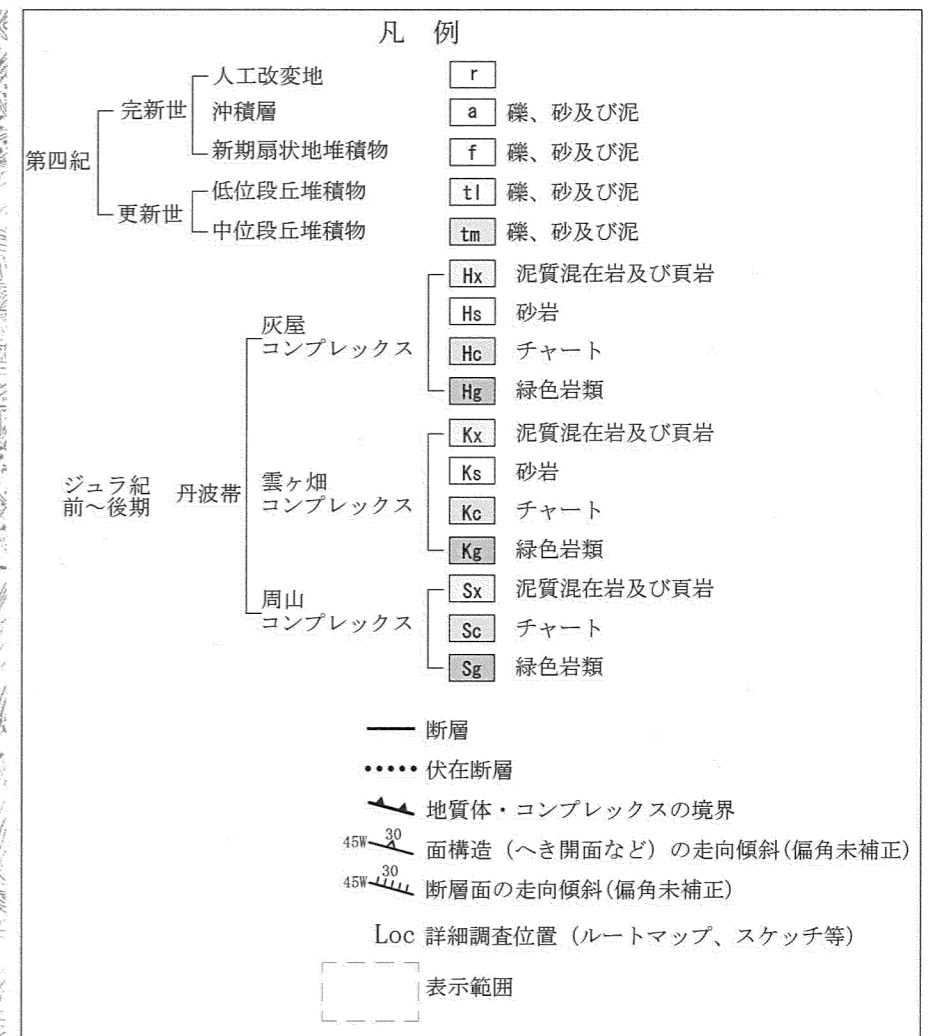 凡 例
人工改変地 r
完新世 沖積層 a 礫、砂及び泥
新期扇状地堆積物 f 礫、砂及び泥
第四紀
低位段丘堆積物 tl 礫、砂及び泥
更新世
中位段丘堆積物 tm 礫、砂及び泥
Hx 泥質混在岩及び頁岩
灰屋
コンプレックス
Hs 砂岩
Hc チャート
Hg 緑色岩類
Kx 泥質混在岩及び頁岩
ジュラ紀
前～後期
丹波帯
雲ヶ畑
コンプレックス
Ks 砂岩
Kc チャート
Kg 緑色岩類
周山
コンプレックス
Sx 泥質混在岩及び頁岩
Sc チャート
Sg 緑色岩類
断層
伏在断層
地質体・コンプレックスの境界
45W 30 面構造（へき開面など）の走向傾斜(偏角未補正)
45W 30 断層面の走向傾斜(偏角未補正)
Loc 詳細調査位置（ルートマップ、スケッチ等）
表示範囲